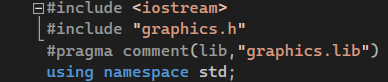 #include <iostream>
#include "graphics.h"
#pragma comment(lib,"graphics.lib")
using namespace std;